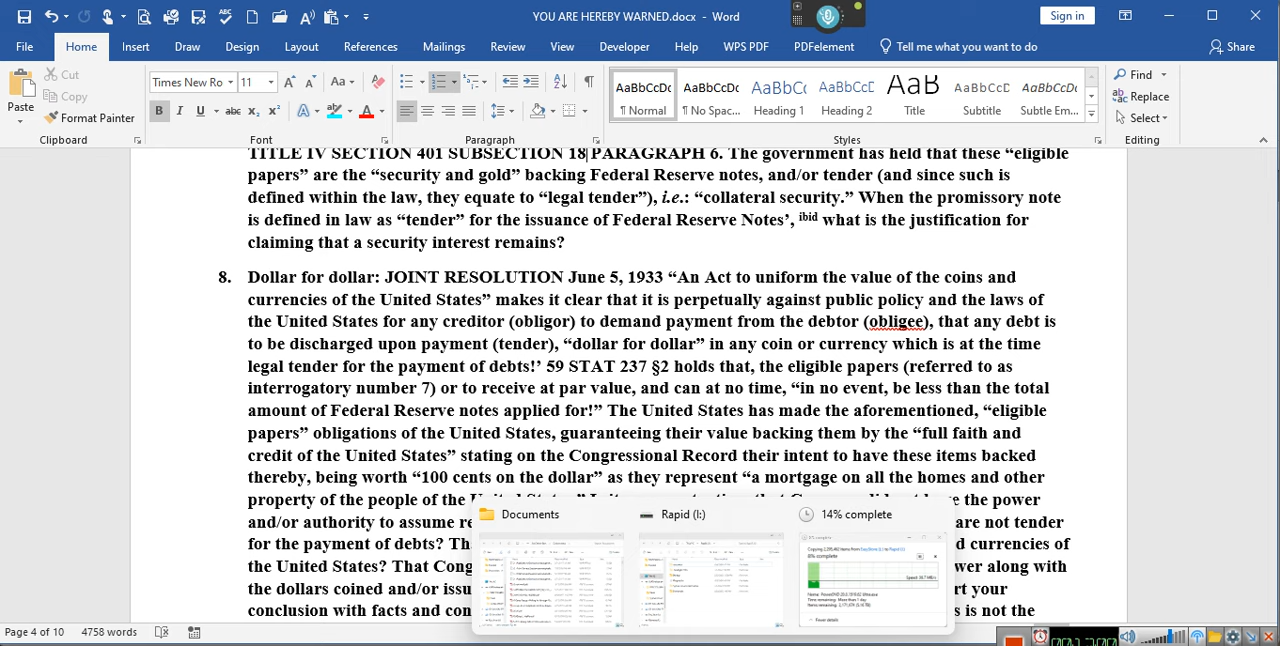 YOU ARE HEREBY WARNED.docx - Word
Sign in
File Home Insert Draw Design Layout References Mailings Review View Developer Help WPS PDF PDFelement Tell me what you want to do Share
Paste
Cut
Copy
Format Painter
Times New Ro 11
Clipboard Font Paragraph Styles Editing
AaBbCcDc AaBbCcDc AaBbCc AaBbCcE AaB AaBbCcD AaBbCcDc
¶ Normal ¶ No Spac... Heading 1 Heading 2 Title Subtitle Subtle Em...
Find
Replace
Select
TITLE IV SECTION 401 SUBSECTION 18 PARAGRAPH 6. The government has held that these “eligible
papers” are the “security and gold” backing Federal Reserve notes, and/or tender (and since such is
defined within the law, they equate to “legal tender”), i.e.: “collateral security.” When the promissory note
is defined in law as “tender” for the issuance of Federal Reserve Notes’, ibid what is the justification for
claiming that a security interest remains?
8. Dollar for dollar: JOINT RESOLUTION June 5, 1933 “An Act to uniform the value of the coins and
currencies of the United States” makes it clear that it is perpetually against public policy and the laws of
the United States for any creditor (obligor) to demand payment from the debtor (obligee), that any debt is
to be discharged upon payment (tender), “dollar for dollar” in any coin or currency which is at the time
legal tender for the payment of debts!’ 59 STAT 237 §2 holds that, the eligible papers (referred to as
interrogatory number 7) or to receive at par value, and can at no time, “in no event, be less than the total
amount of Federal Reserve notes applied for!” The United States has made the aforementioned, “eligible
papers” obligations of the United States, guaranteeing their value backing them by the “full faith and
credit of the United States” stating on the Congressional Record their intent to have these items backed
thereby, being worth “100 cents on the dollar” as they represent “a mortgage on all the homes and other
property of the people of the the power
and/or authority to assume are not tender
for the payment of debts? currencies of
the United States? That along with
coined and/or your
conclusion with facts and is not the
Documents
Rapid (I:)
14% complete
Page 4 of 10 4758 words